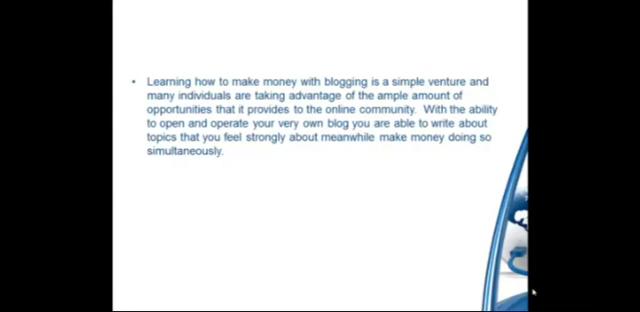 • Learning how to make money with blogging is a simple venture and
many individuals are taking advantage of the ample amount of
opportunities that it provides to the online community. With the ability
to open and operate your very own blog you are able to write about
topics that you feel strongly about meanwhile make money doing so
simultaneously.